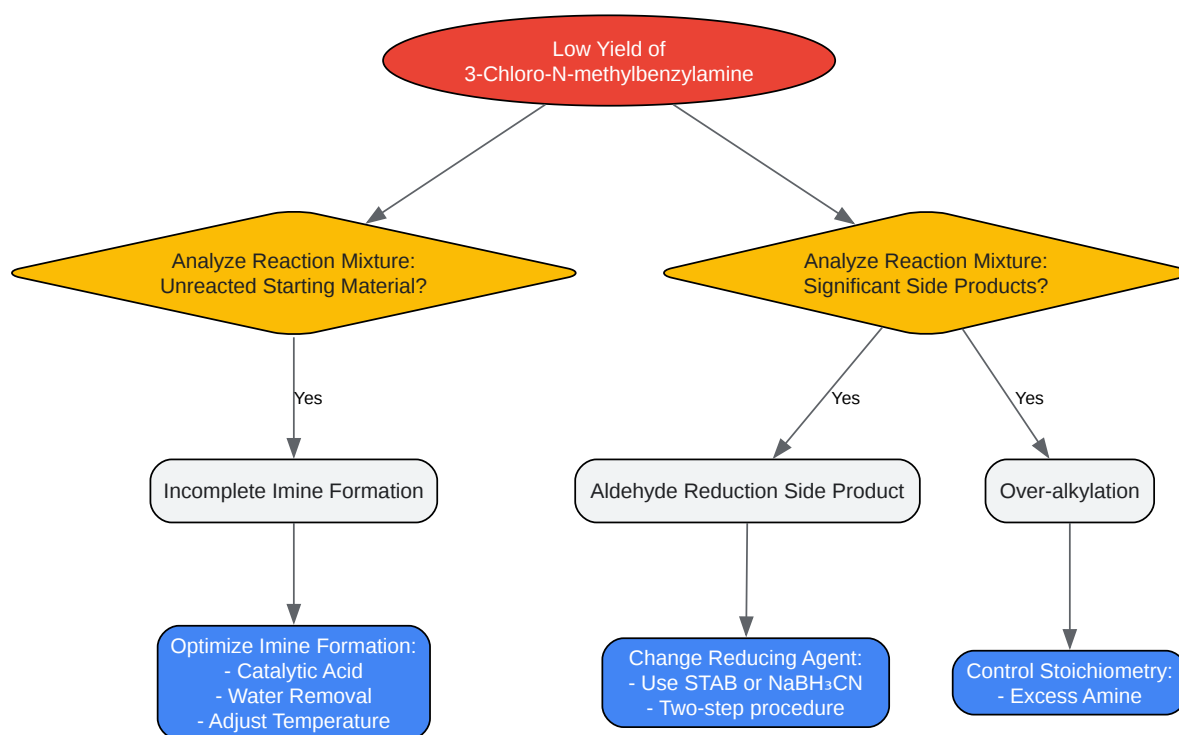 Low Yield of
3-Chloro-N-methylbenzylamine
Analyze Reaction Mixture:
Unreacted Starting Material?
Analyze Reaction Mixture:
Significant Side Products?
Yes
Yes
Yes
Incomplete Imine Formation
Aldehyde Reduction Side Product
Over-alkylation
Optimize Imine Formation:
- Catalytic Acid
- Water Removal
- Adjust Temperature
Change Reducing Agent:
- Use STAB or NaBH₃CN
- Two-step procedure
Control Stoichiometry:
- Excess Amine